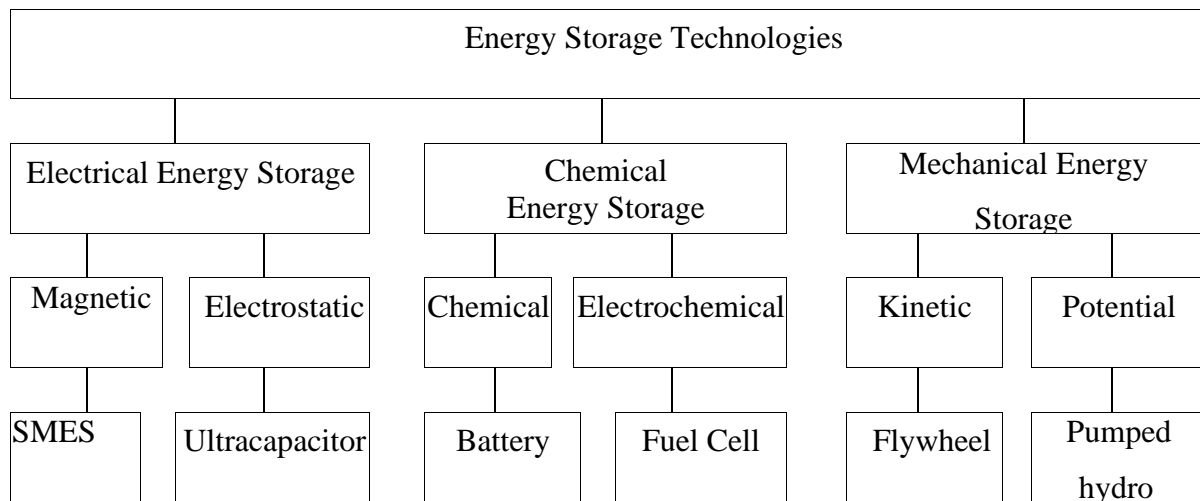 Energy Storage Technologies
Electrical Energy Storage
Chemical
Energy Storage
Mechanical Energy
Storage
Magnetic
Electrostatic
Chemical
Electrochemical
Kinetic
Potential
SMES
Ultracapacitor
Battery
Fuel Cell
Flywheel
Pumped
hydro